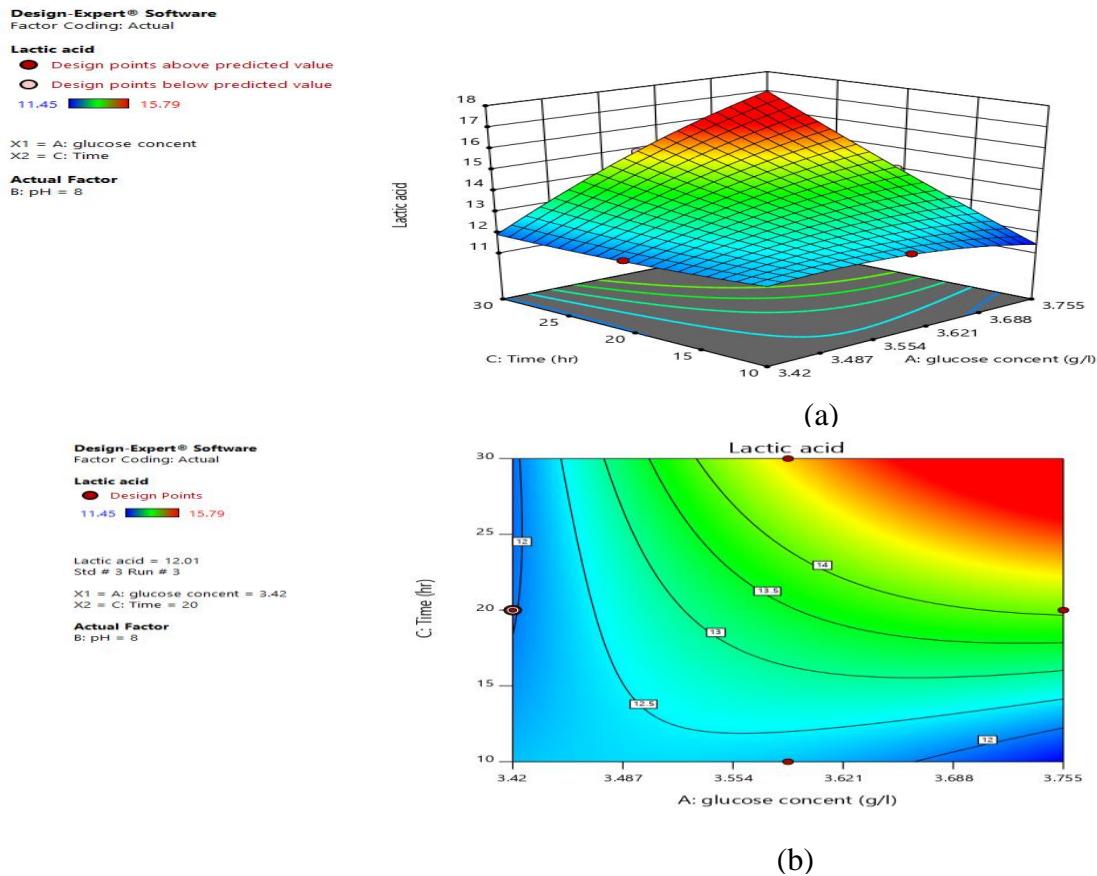 Design-Expert® Software
Factor Coding: Actual
Lactic acid
Design points above predicted value
Design points below predicted value
11.45 15.79
X1 = A: glucose concent
X2 = C: Time
Actual Factor
B: pH = 8
Lactic acid
18
17
16
15
14
13
12
11
30
25
20
15
10
C: Time (hr)
3.42
3.487
3.554
3.621
3.688
3.755
A: glucose concent (g/l)
(a)
Design-Expert® Software
Factor Coding: Actual
Lactic acid
Design Points
11.45 15.79
Lactic acid = 12.01
Std # 3 Run # 3
X1 = A: glucose concent = 3.42
X2 = C: Time = 20
Actual Factor
B: pH = 8
Lactic acid
C: Time (hr)
30
25
20
15
10
12
12.5
13
13.5
14
12
3.42 3.487 3.554 3.621 3.688 3.755
A: glucose concent (g/l)
(b)